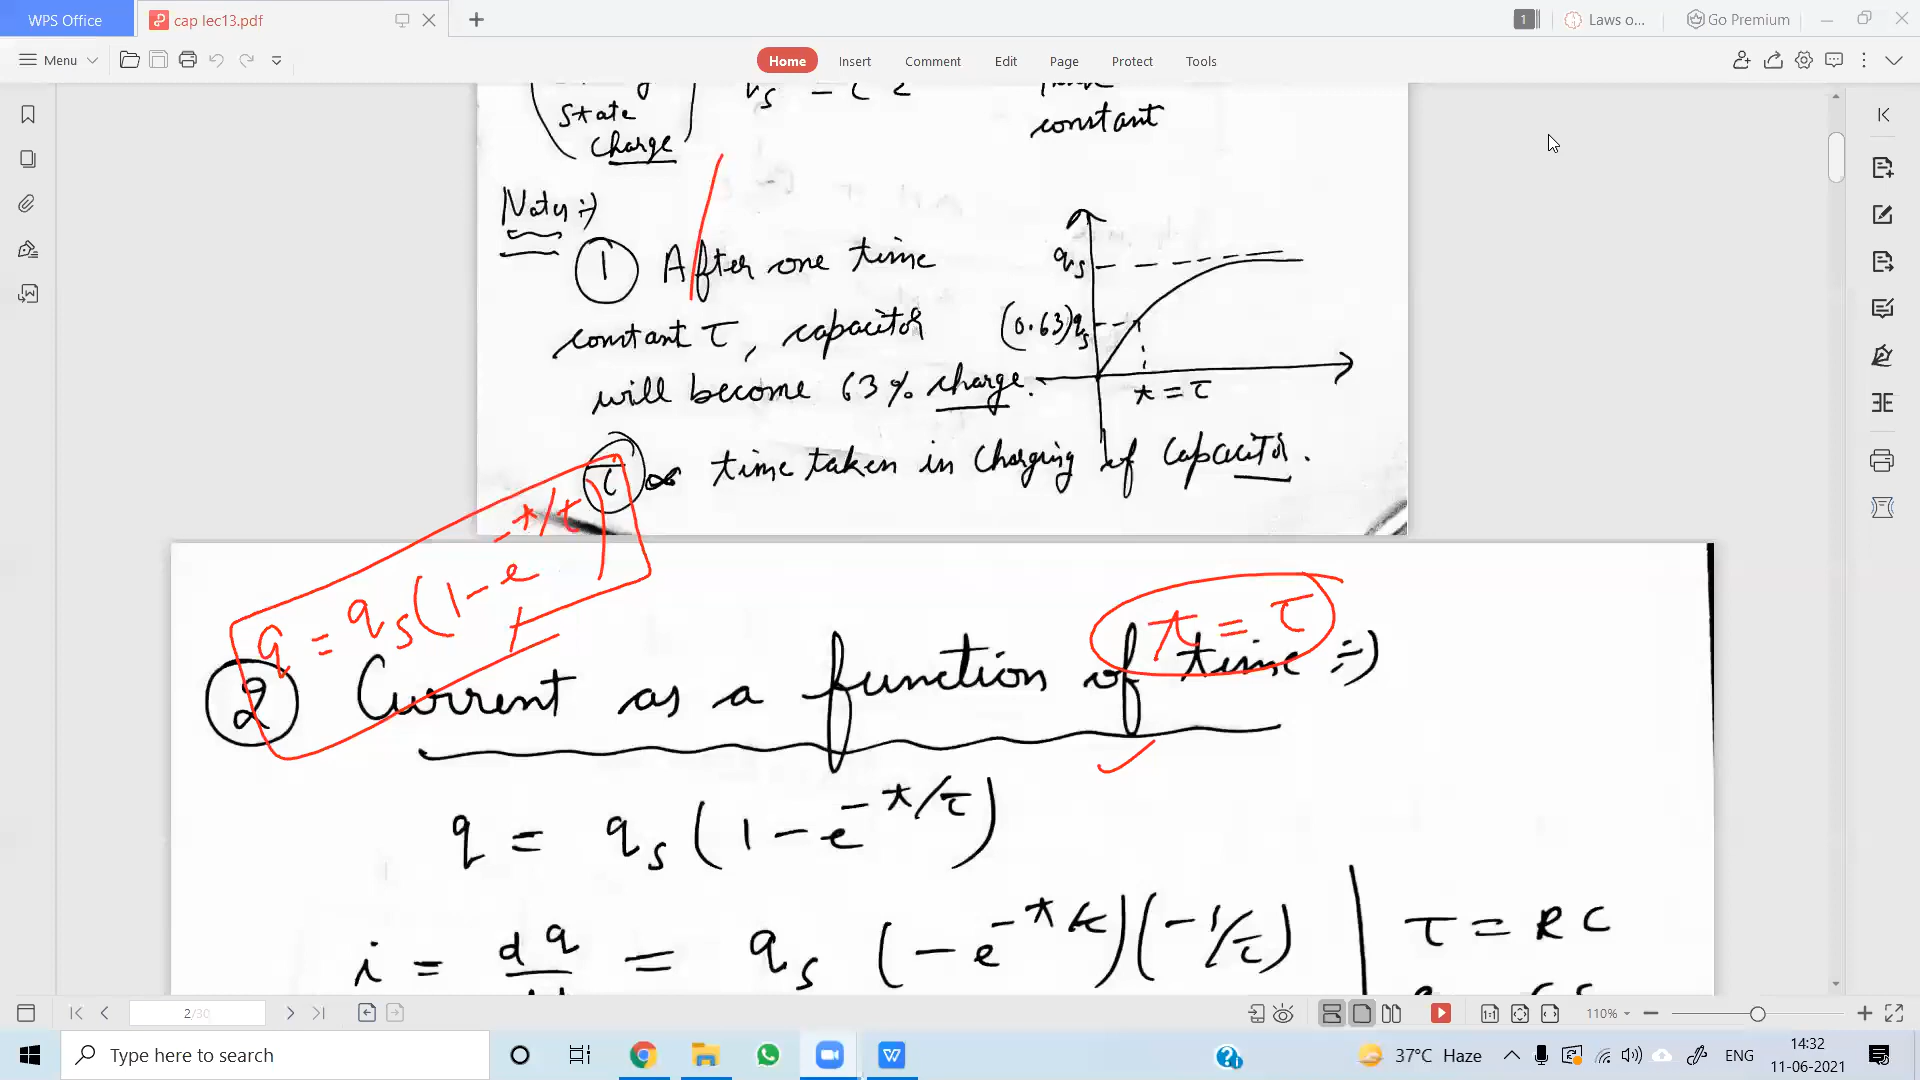 WPS Office
cap lec13.pdf
1
Laws o...
Go Premium
Menu
Home Insert Comment Edit Page Protect Tools
State
charge
constant
Notes :-)
① After one time
constant τ, capacitor
will become 63% charge.
qs
(0.63)qs
t = τ
τ ∝ time taken in charging of capacitor.
q = qs(1-e^-t/τ)
t = τ
② Current as a function of time :-)
q = qs (1-e^-t/τ)
i = dq = qs (-e^-t/τ)(-1/τ)
τ = RC
2/30
110%
Type here to search
37°C Haze
ENG
14:32
11-06-2021